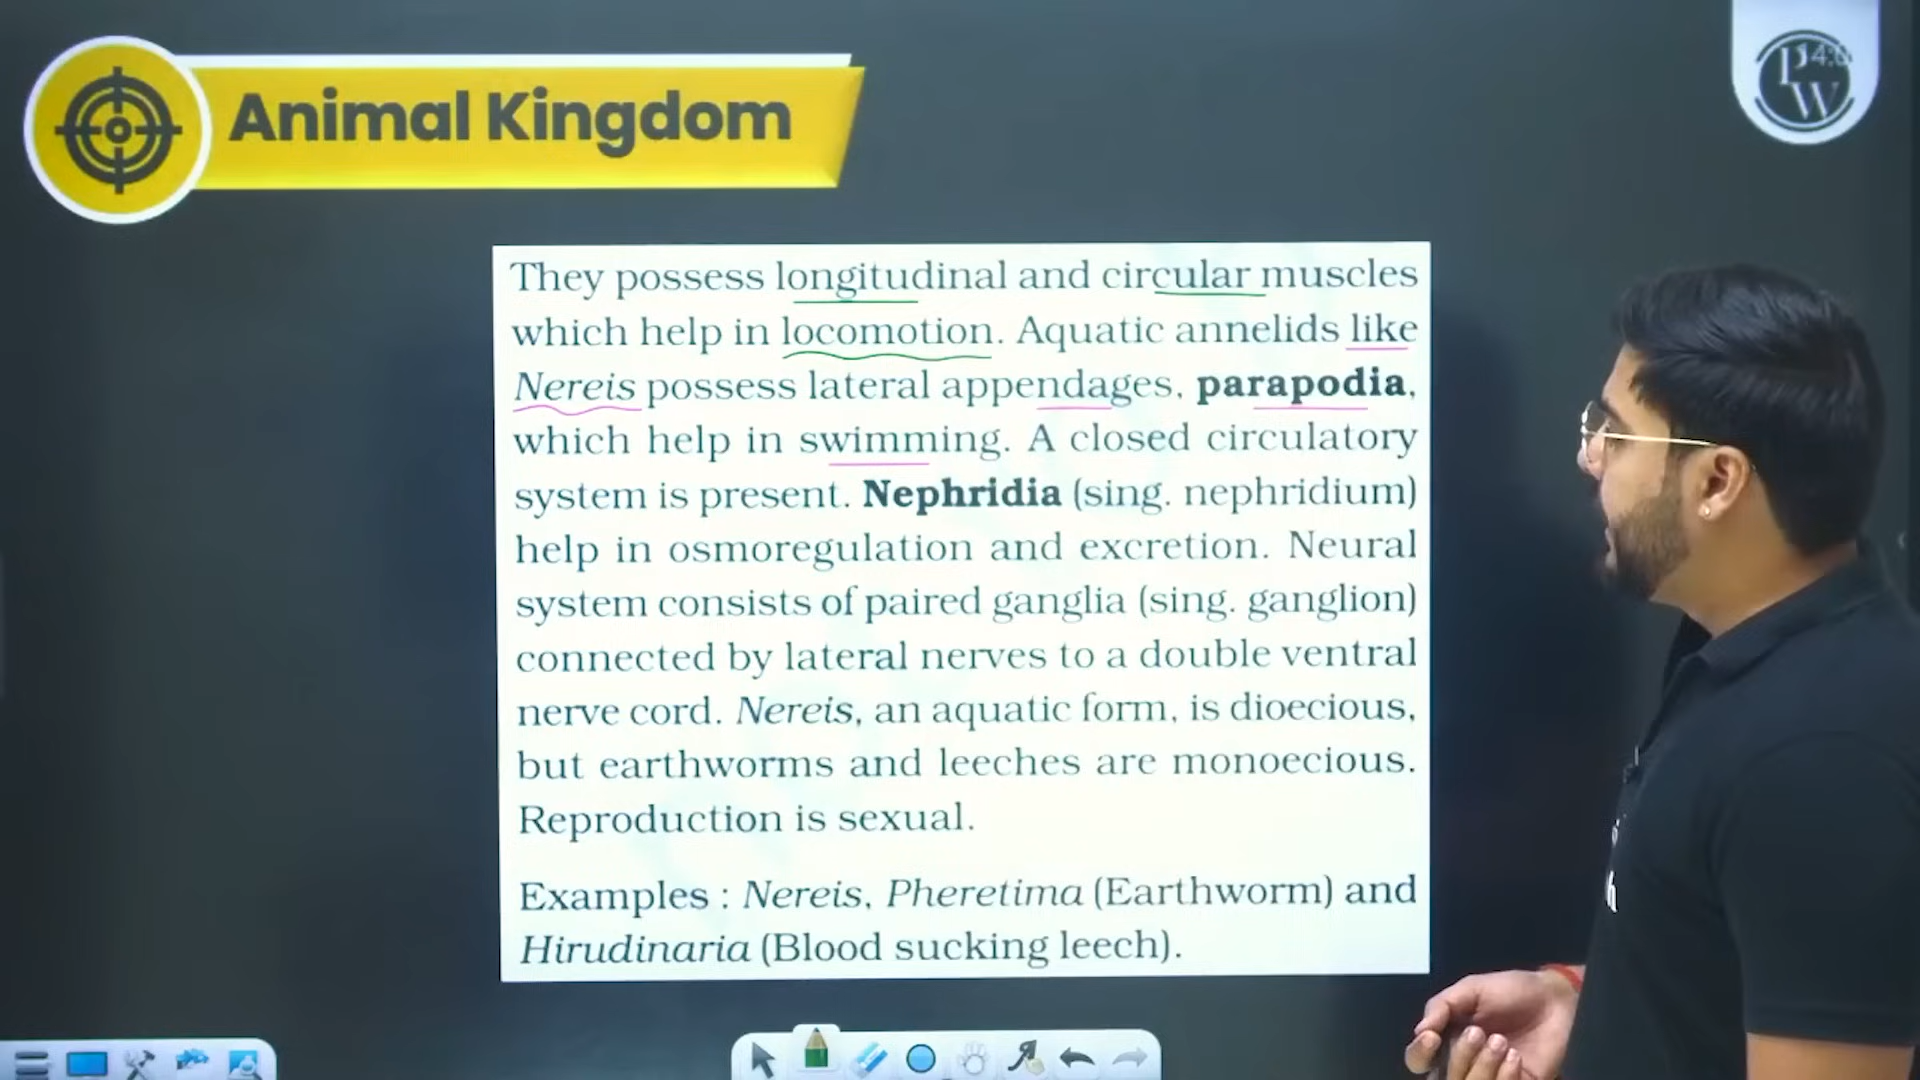 Animal Kingdom
PW
They possess longitudinal and circular muscles
which help in locomotion. Aquatic annelids like
Nereis possess lateral appendages, parapodia,
which help in swimming. A closed circulatory
system is present. Nephridia (sing. nephridium)
help in osmoregulation and excretion. Neural
system consists of paired ganglia (sing. ganglion)
connected by lateral nerves to a double ventral
nerve cord. Nereis, an aquatic form, is dioecious,
but earthworms and leeches are monoecious.
Reproduction is sexual.
Examples : Nereis, Pheretima (Earthworm) and
Hirudinaria (Blood sucking leech).